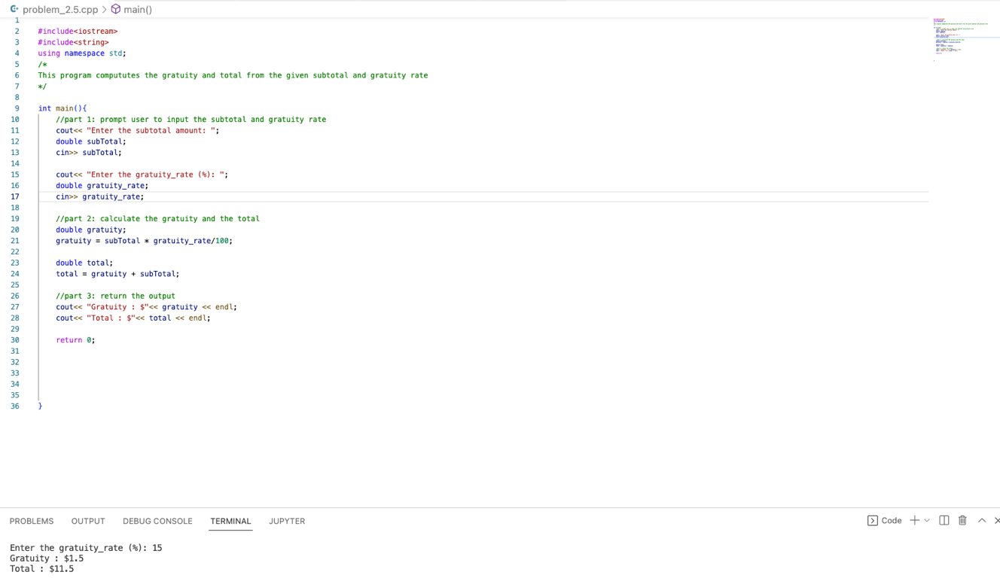 problem_2.5.cpp > main()
1
2 #include<iostream>
3 #include<string>
4 using namespace std;
5 /*
6 This program compututes the gratuity and total from the given subtotal and gratuity rate
7 */
8
9 int main(){
10 //part 1: prompt user to input the subtotal and gratuity rate
11 cout<< "Enter the subtotal amount: ";
12 double subTotal;
13 cin>> subTotal;
14
15 cout<< "Enter the gratuity_rate (%): ";
16 double gratuity_rate;
17 cin>> gratuity_rate;
18
19 //part 2: calculate the gratuity and the total
20 double gratuity;
21 gratuity = subTotal * gratuity_rate/100;
22
23 double total;
24 total = gratuity + subTotal;
25
26 //part 3: return the output
27 cout<< "Gratuity : $"<< gratuity << endl;
28 cout<< "Total : $"<< total << endl;
29
30 return 0;
31
32
33
34
35
36 }
PROBLEMS OUTPUT DEBUG CONSOLE TERMINAL JUPYTER Code
Enter the gratuity_rate (%): 15
Gratuity : $1.5
Total : $11.5